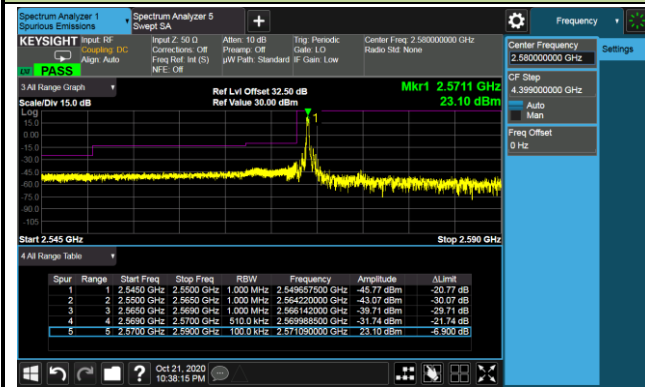 Spectrum Analyzer 1
Spurious Emissions
Spectrum Analyzer 5
Swept SA
Frequency
KEYSIGHT
Input: RF
Coupling: DC
Align: Auto
Input Z: 50 Ω
Corrections: Off
Freq Ref: Int (S)
NFE: Off
Atten: 10 dB
Preamp: Off
µW Path: Standard
Trig: Periodic
Gate: LO
IF Gain: Low
Center Freq: 2.580000000 GHz
Radio Std: None
PASS
Center Frequency
2.580000000 GHz
Settings
CF Step
4.399000000 GHz
Auto
Man
Freq Offset
0 Hz
3 All Range Graph
Ref Lvl Offset 32.50 dB
Mkr1 2.5711 GHz
Scale/Div 15.0 dB
Ref Value 30.00 dBm
23.10 dBm
Log
15.0
0.00
-15.0
-30.0
-45.0
-60.0
-75.0
-90.0
-105
1
Start 2.545 GHz
Stop 2.590 GHz
4 All Range Table
Spur Range Start Freq Stop Freq RBW Frequency Amplitude ΔLimit
1 1 2.5450 GHz 2.5500 GHz 1.000 MHz 2.549657500 GHz -45.77 dBm -20.77 dB
2 2 2.5500 GHz 2.5650 GHz 1.000 MHz 2.564220000 GHz -43.07 dBm -30.07 dB
3 3 2.5650 GHz 2.5690 GHz 1.000 MHz 2.566142000 GHz -39.71 dBm -29.71 dB
4 4 2.5690 GHz 2.5700 GHz 510.0 kHz 2.569988500 GHz -31.74 dBm -21.74 dB
5 5 2.5700 GHz 2.5900 GHz 100.0 kHz 2.571090000 GHz 23.10 dBm -6.900 dB
Oct 21, 2020
10:38:15 PM